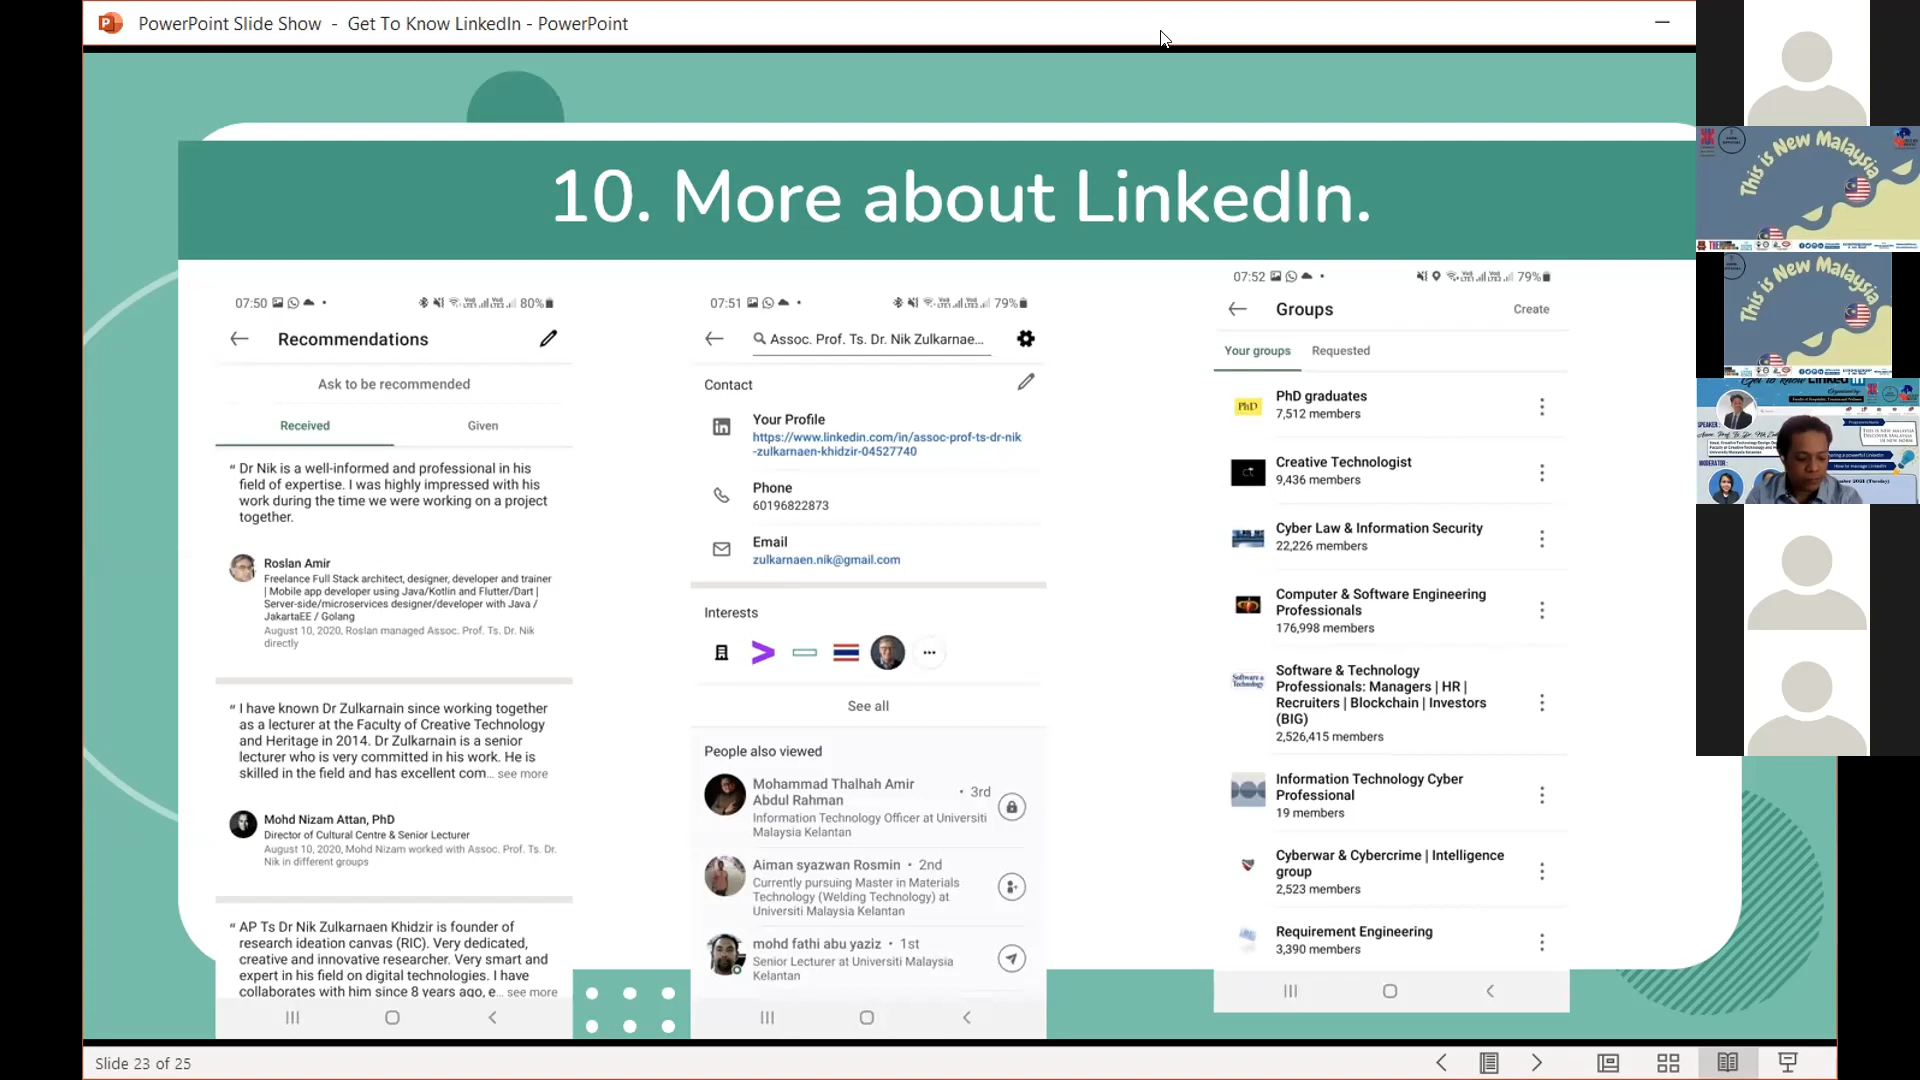 PowerPoint Slide Show - Get To Know LinkedIn - PowerPoint
10. More about LinkedIn.
07:50
80%
Recommendations
Ask to be recommended
Received
Given
“ Dr Nik is a well-informed and professional in his
field of expertise. I was highly impressed with his
work during the time we were working on a project
together.
Roslan Amir
Freelance Full Stack architect, designer, developer and trainer
| Mobile app developer using Java/Kotlin and Flutter/Dart |
Server-side/microservices designer/developer with Java /
JakartaEE / Golang
August 10, 2020, Roslan managed Assoc. Prof. Ts. Dr. Nik
directly
“ I have known Dr Zulkarnain since working together
as a lecturer at the Faculty of Creative Technology
and Heritage in 2014. Dr Zulkarnain is a senior
lecturer who is very committed in his work. He is
skilled in the field and has excellent com... see more
Mohd Nizam Attan, PhD
Director of Cultural Centre & Senior Lecturer
August 10, 2020, Mohd Nizam worked with Assoc. Prof. Ts. Dr.
Nik in different groups
“ AP Ts Dr Nik Zulkarnaen Khidzir is founder of
research ideation canvas (RIC). Very dedicated,
creative and innovative researcher. Very smart and
expert in his field on digital technologies. I have
collaborates with him since 8 years ago, e... see more
07:51
79%
Assoc. Prof. Ts. Dr. Nik Zulkarnae...
Contact
Your Profile
https://www.linkedin.com/in/assoc-prof-ts-dr-nik
-zulkarnaen-khidzir-04527740
Phone
60196822873
Email
zulkarnaen.nik@gmail.com
Interests
See all
People also viewed
Mohammad Thalhah Amir
Abdul Rahman • 3rd
Information Technology Officer at Universiti
Malaysia Kelantan
Aiman syazwan Rosmin • 2nd
Currently pursuing Master in Materials
Technology (Welding Technology) at
Universiti Malaysia Kelantan
mohd fathi abu yaziz • 1st
Senior Lecturer at Universiti Malaysia
Kelantan
07:52
79%
Groups
Create
Your groups
Requested
PhD
PhD graduates
7,512 members
Creative Technologist
9,436 members
Cyber Law & Information Security
22,226 members
Computer & Software Engineering
Professionals
176,998 members
Software & Technology
Software & Technology
Professionals: Managers | HR |
Recruiters | Blockchain | Investors
(BIG)
2,526,415 members
Information Technology Cyber
Professional
19 members
Cyberwar & Cybercrime | Intelligence
group
2,523 members
Requirement Engineering
3,390 members
This is New Malaysia
This is New Malaysia
Get to know Linked in
SPEAKER :
MODERATOR :
Slide 23 of 25